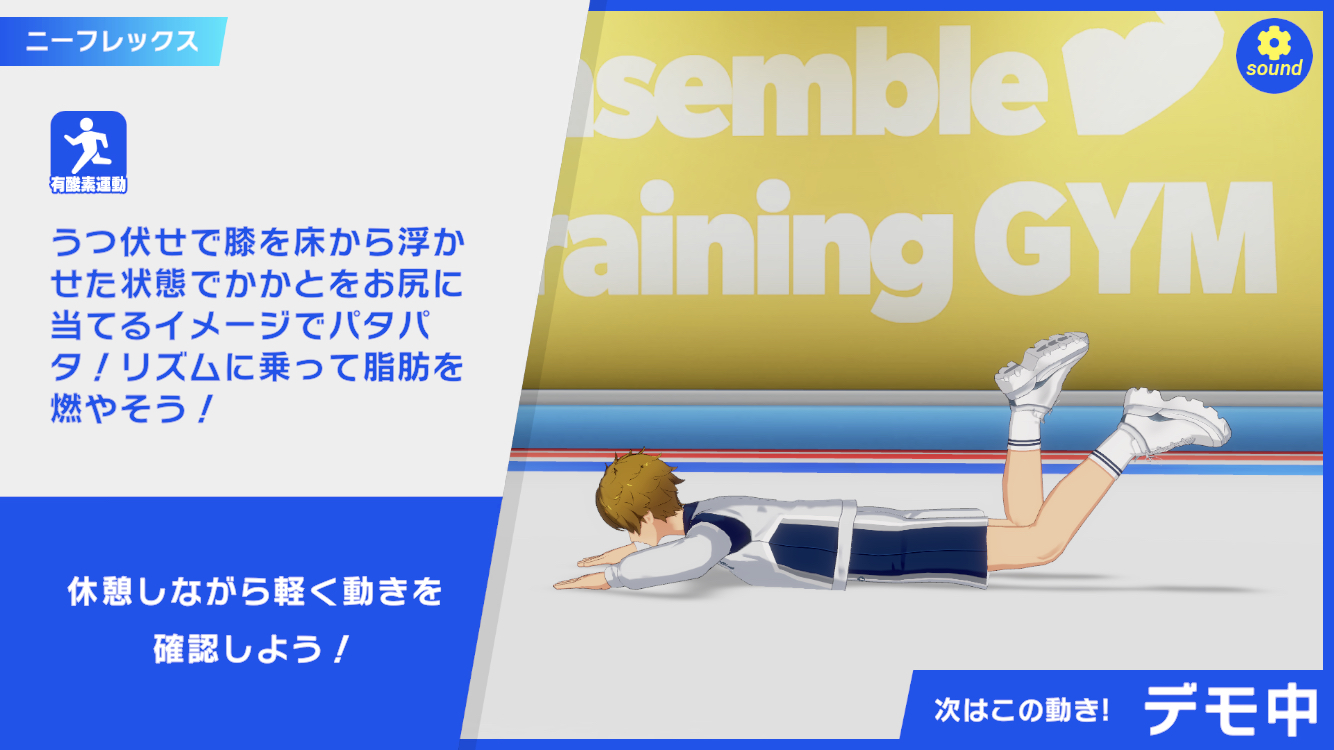 ニーフレックス
有酸素運動
うつ伏せで膝を床から浮か
せた状態でかかとをお尻に
当てるイメージでパタパ
タ！リズムに乗って脂肪を
燃やそう！
休憩しながら軽く動きを
確認しよう！
nsemble
raining GYM
sound
次はこの動き!
デモ中